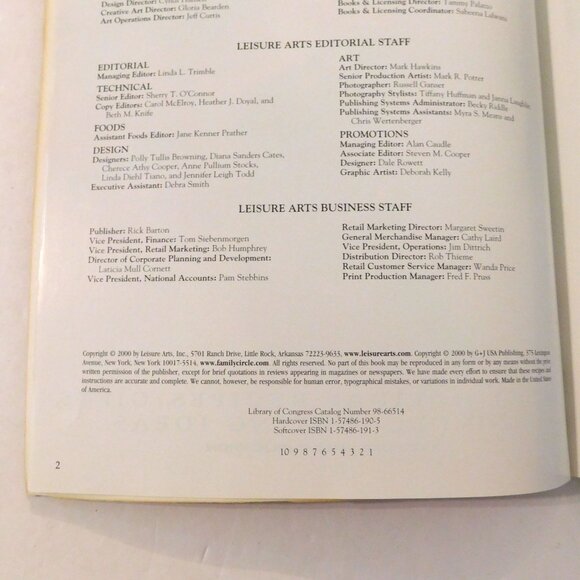 Design Director:
Creative Art Director: Gloria Bearden
Art Operations Director: Jeff Curtis
Books & Licensing Director: Tammy Palazzo
Books & Licensing Coordinator: Sabeena Lalwani
LEISURE ARTS EDITORIAL STAFF
EDITORIAL
Managing Editor: Linda L. Trimble
TECHNICAL
Senior Editor: Sherry T. O'Connor
Copy Editors: Carol McElroy, Heather J. Doyal, and
Beth M. Knife
FOODS
Assistant Foods Editor: Jane Kenner Prather
DESIGN
Designers: Polly Tullis Browning, Diana Sanders Cates,
Cherece Athy Cooper, Anne Pullium Stocks,
Linda Diehl Tiano, and Jennifer Leigh Todd
Executive Assistant: Debra Smith
ART
Art Director: Mark Hawkins
Senior Production Artist: Mark R. Potter
Photographer: Russell Ganser
Photography Stylists: Tiffany Huffman and Janna Laughlin
Publishing Systems Administrator: Becky Riddle
Publishing Systems Assistants: Myra S. Means and
Chris Wertenberger
PROMOTIONS
Managing Editor: Alan Caudle
Associate Editor: Steven M. Cooper
Designer: Dale Rowett
Graphic Artist: Deborah Kelly
LEISURE ARTS BUSINESS STAFF
Publisher: Rick Barton
Vice President, Finance: Tom Siebenmorgen
Vice President, Retail Marketing: Bob Humphrey
Director of Corporate Planning and Development:
Laticia Mull Cornett
Vice President, National Accounts: Pam Stebbins
Retail Marketing Director: Margaret Sweetin
General Merchandise Manager: Cathy Laird
Vice President, Operations: Jim Dittrich
Distribution Director: Rob Thieme
Retail Customer Service Manager: Wanda Price
Print Production Manager: Fred F. Pruss
Copyright © 2000 by Leisure Arts, Inc., 5701 Ranch Drive, Little Rock, Arkansas 72223-9633, www.leisurearts.com. Copyright © 2000 by G+J USA Publishing, 375 Lexington
Avenue, New York, New York 10017-5514, www.familycircle.com. All rights reserved. No part of this book may be reproduced in any form or by any means without the prior
written permission of the publisher, except for brief quotations in reviews appearing in magazines or newspapers. We have made every effort to ensure that these recipes and
instructions are accurate and complete. We cannot, however, be responsible for human error, typographical mistakes, or variations in individual work. Made in the United States
of America.
Library of Congress Catalog Number 98-66514
Hardcover ISBN 1-57486-190-5
Softcover ISBN 1-57486-191-3
10 9 8 7 6 5 4 3 2 1
2